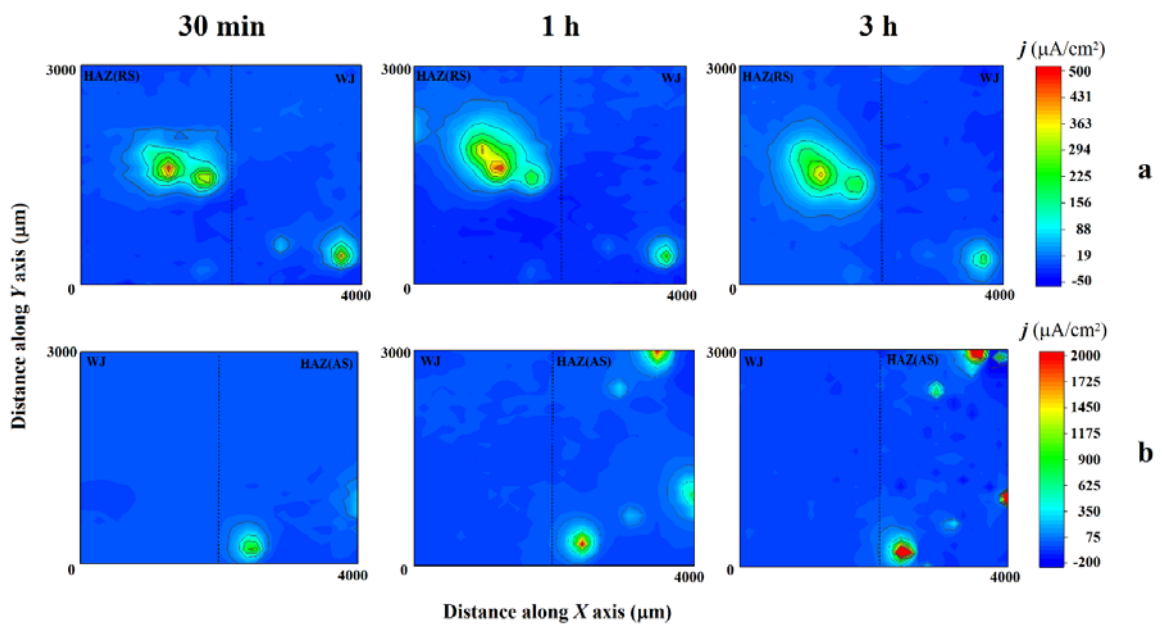 30 min 1 h 3 h
j (μA/cm²)
3000 HAZ(RS) WJ
3000 HAZ(RS) WJ
3000 HAZ(RS) WJ
500
431
363
294
225
156
88
19
-50
a
0 4000
0 4000
0 4000
Distance along Y axis (μm)
j (μA/cm²)
3000 WJ HAZ(AS)
3000 WJ HAZ(AS)
3000 WJ HAZ(AS)
2000
1725
1450
1175
900
625
350
75
-200
b
0 4000
0 4000
0 4000
Distance along X axis (μm)